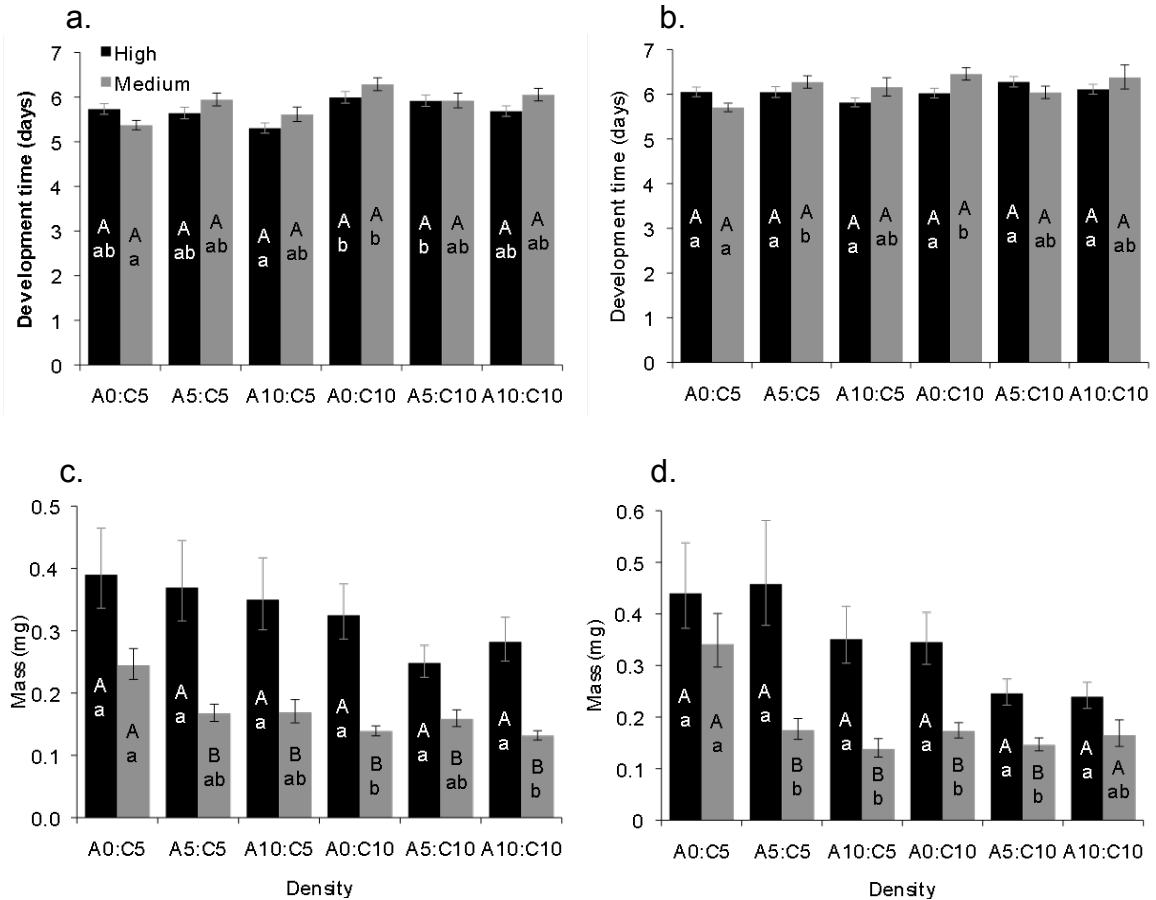 a.
High
Medium
Development time (days)
7
6
5
4
3
2
1
0
A A A A A A A A A A A A
ab a ab ab a ab b b b ab ab ab
A0:C5 A5:C5 A10:C5 A0:C10 A5:C10 A10:C10
b.
Development time (days)
7
6
5
4
3
2
1
0
A A A A A A A A A A A A
a a a b a ab a b a ab a ab
A0:C5 A5:C5 A10:C5 A0:C10 A5:C10 A10:C10
c.
Mass (mg)
0.5
0.4
0.3
0.2
0.1
0.0
A A A B A B A B A A A B
a a a ab a ab a b a ab a b
A0:C5 A5:C5 A10:C5 A0:C10 A5:C10 A10:C10
Density
d.
Mass (mg)
0.6
0.5
0.4
0.3
0.2
0.1
0
A A A B A B A B A B A A
a a a b a b a b a b a ab
A0:C5 A5:C5 A10:C5 A0:C10 A5:C10 A10:C10
Density